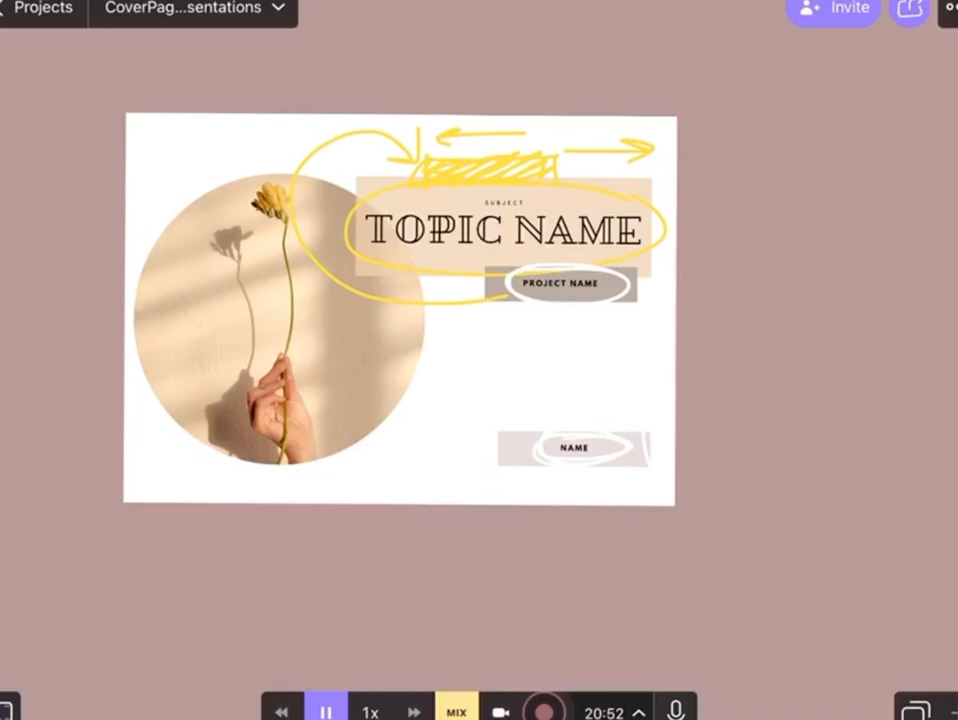 Projects
CoverPag...sentations
Invite
SUBJECT
TOPIC NAME
PROJECT NAME
NAME
1x
MIX
20:52